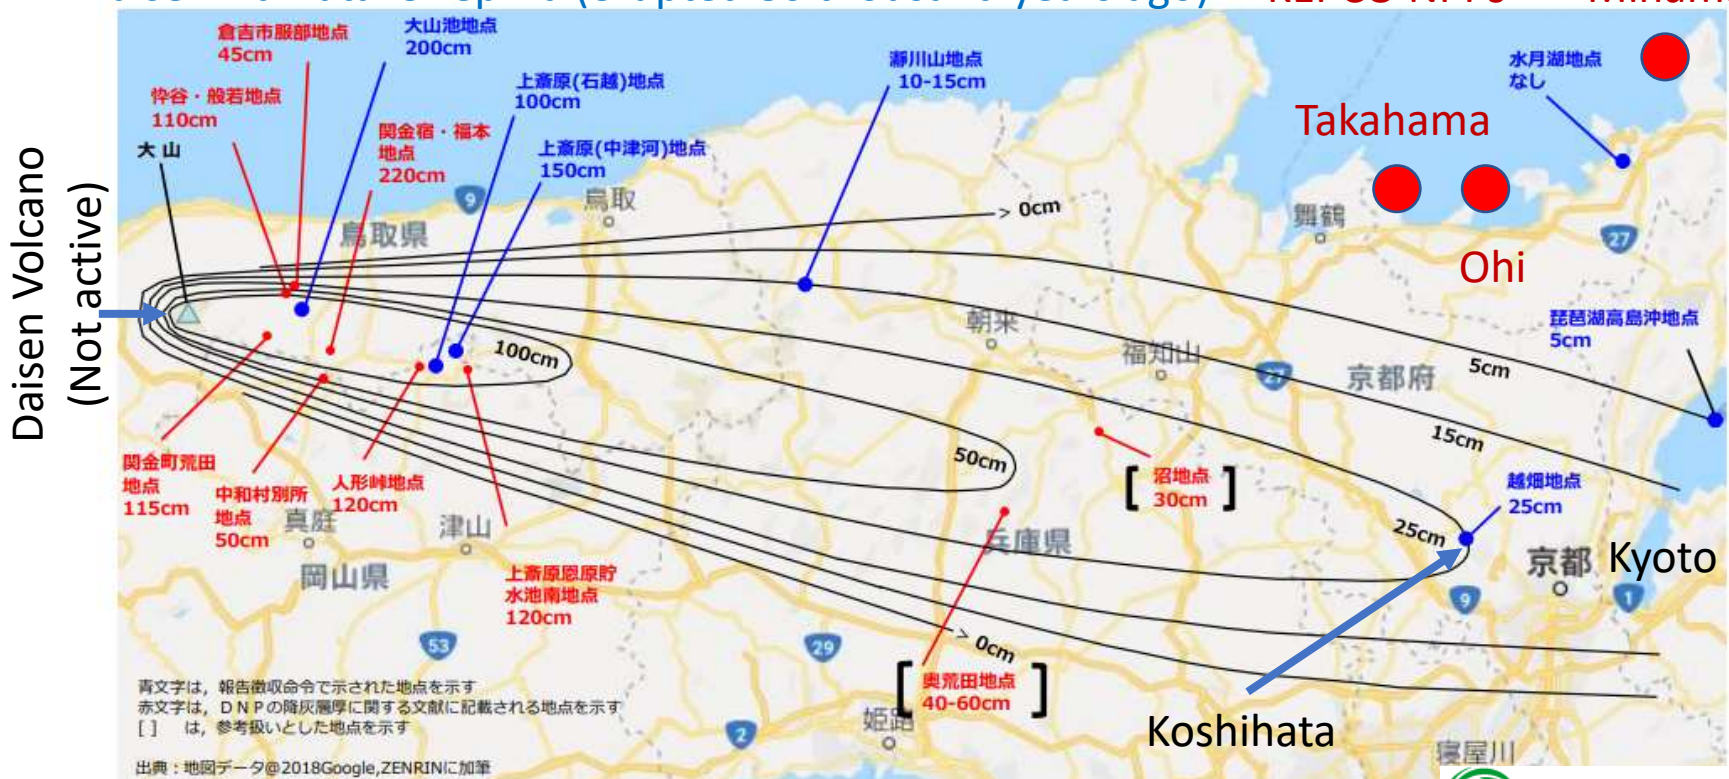 倉吉市服部地点
45cm
大山池地点
200cm
瀞川山地点
10-15cm
水月湖地点
なし
上斎原(石越)地点
100cm
110cm
関金宿・福本
地点
220cm
上斎原(中津河)地点
150cm
Takahama
大山
Daisen Volcano
(Not active)
9
鳥取
鳥取県
> 0cm
舞鶴
27
Ohi
琵琶湖高島沖地点
5cm
朝来
福知山
100cm
5cm
27
京都府
15cm
50cm
関金町荒田
地点
115cm
中和村別所
地点
50cm
人形峠地点
120cm
[ 沼地点
30cm ]
越畑地点
25cm
真庭
津山
兵庫県
25cm
京都
Kyoto
岡山県
上斎原恩原貯
水池南地点
120cm
9
1
53
29
> 0cm
[ 奥荒田地点
40-60cm ]
青文字は，報告徴収命令で示された地点を示す
赤文字は，ＤＮＰの降灰層厚に関する文献に記載される地点を示す
[ ] は，参考扱いとした地点を示す
姫路
2
Koshihata
寝屋川
出典：地図データ@2018Google,ZENRINに加筆